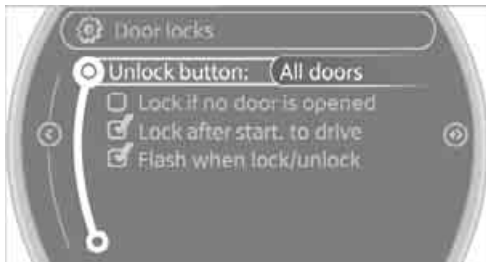 Door locks
Unlock button: All doors
Lock if no door is opened
Lock after start. to drive
Flash when lock/unlock